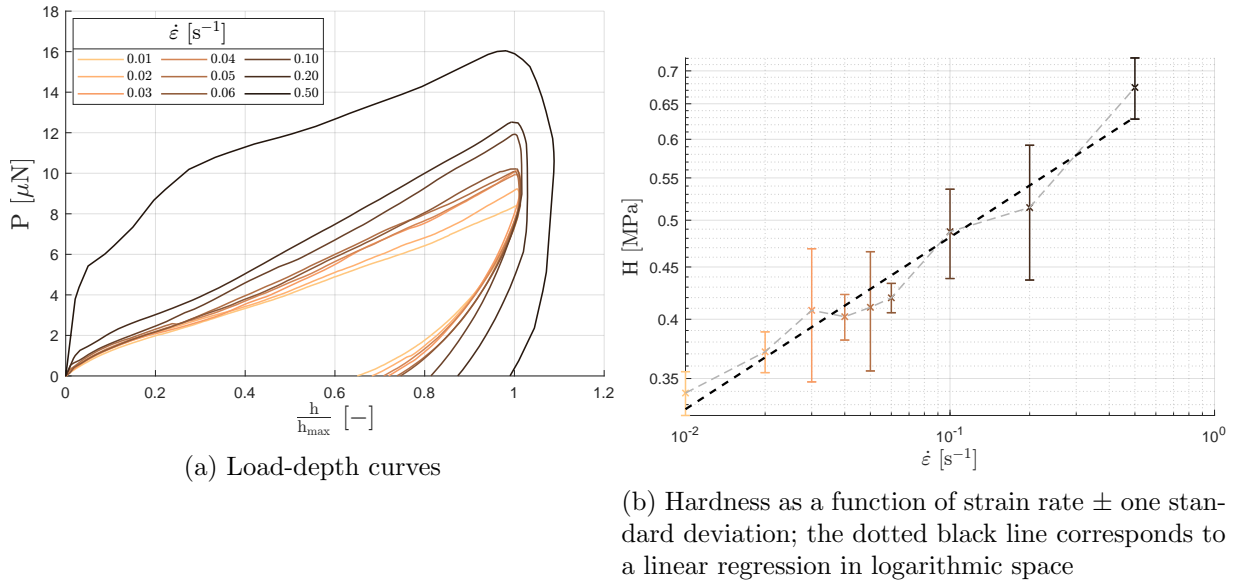 18
16
14
12
10
8
6
4
2
0
P [μN]
ε̇ [s⁻¹]
0.01 0.04 0.10
0.02 0.05 0.20
0.03 0.06 0.50
0 0.2 0.4 0.6 0.8 1 1.2
h/h_max [−]
(a) Load-depth curves
0.7
0.65
0.6
0.55
0.5
0.45
0.4
0.35
H [MPa]
10⁻² 10⁻¹ 10⁰
ε̇ [s⁻¹]
(b) Hardness as a function of strain rate ± one stan-
dard deviation; the dotted black line corresponds to
a linear regression in logarithmic space